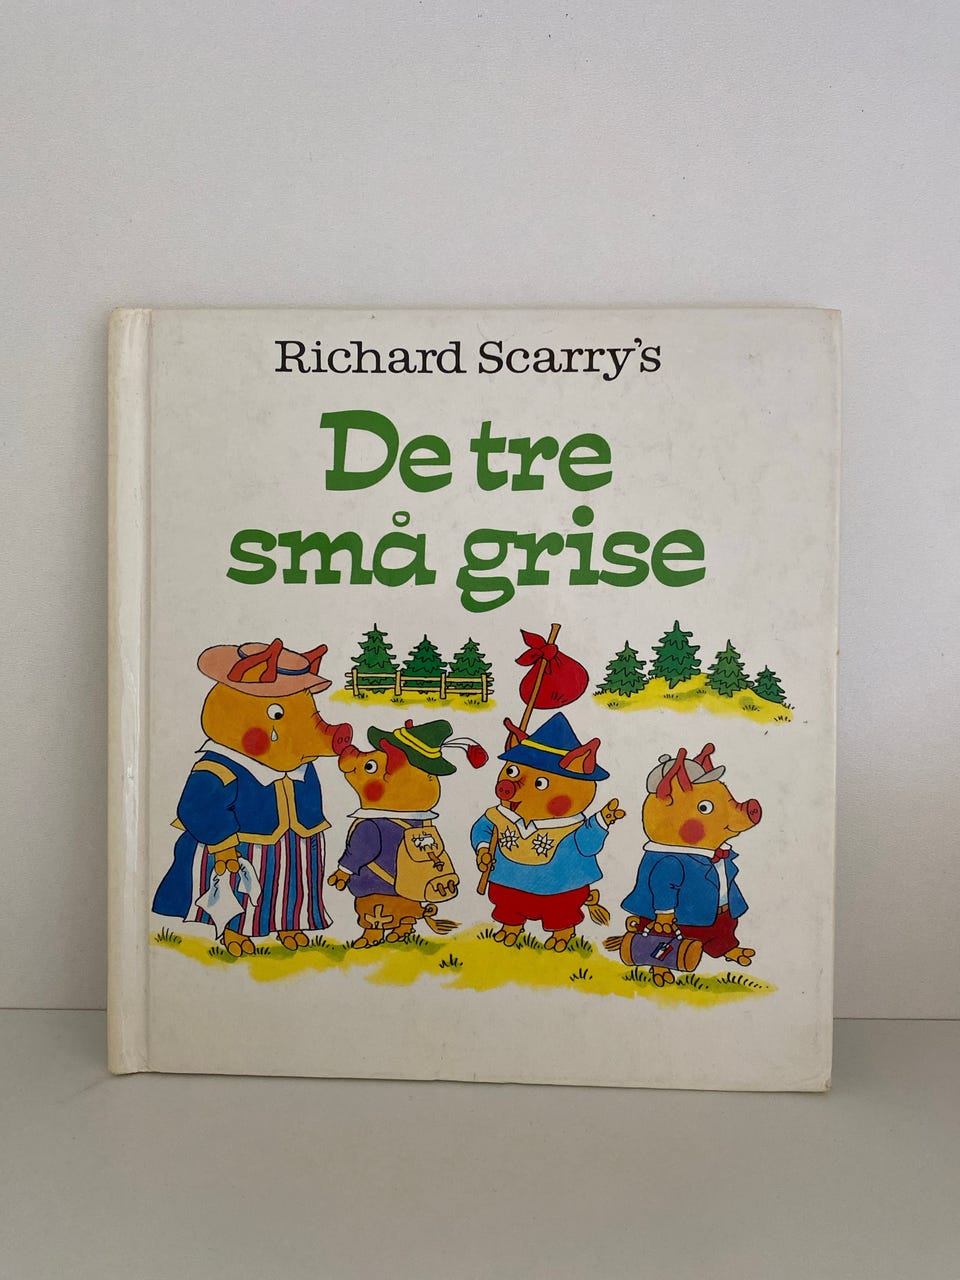 Richard Scarry's
De tre
små grise